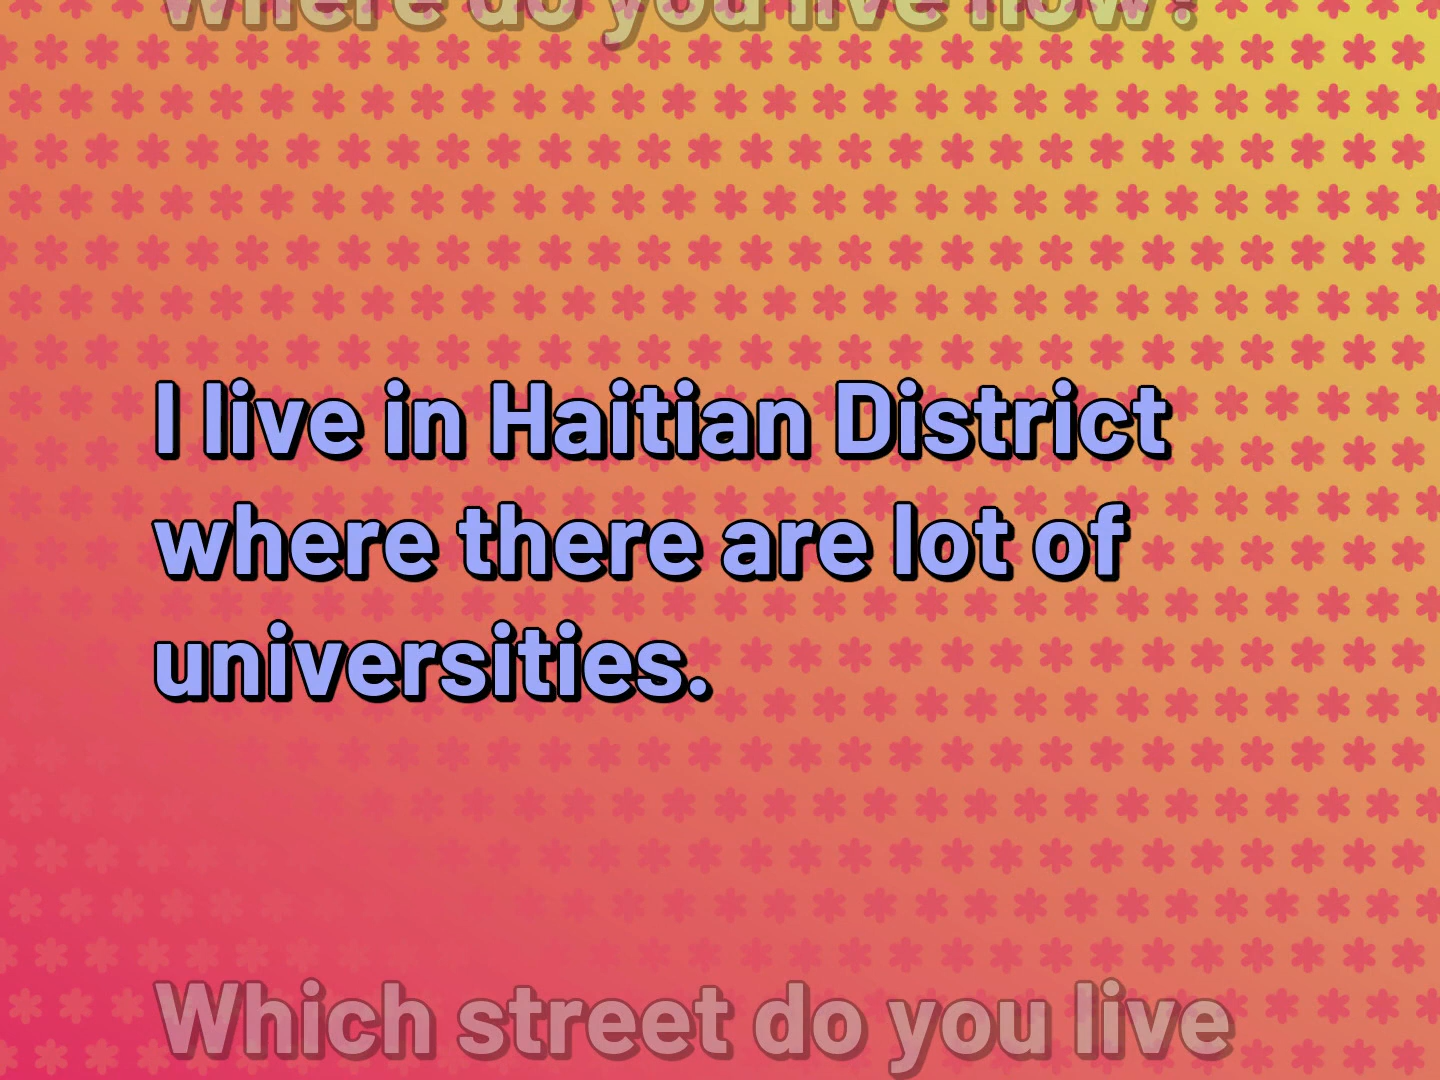 where do you live now?
I live in Haitian District
where there are lot of
universities.
Which street do you live